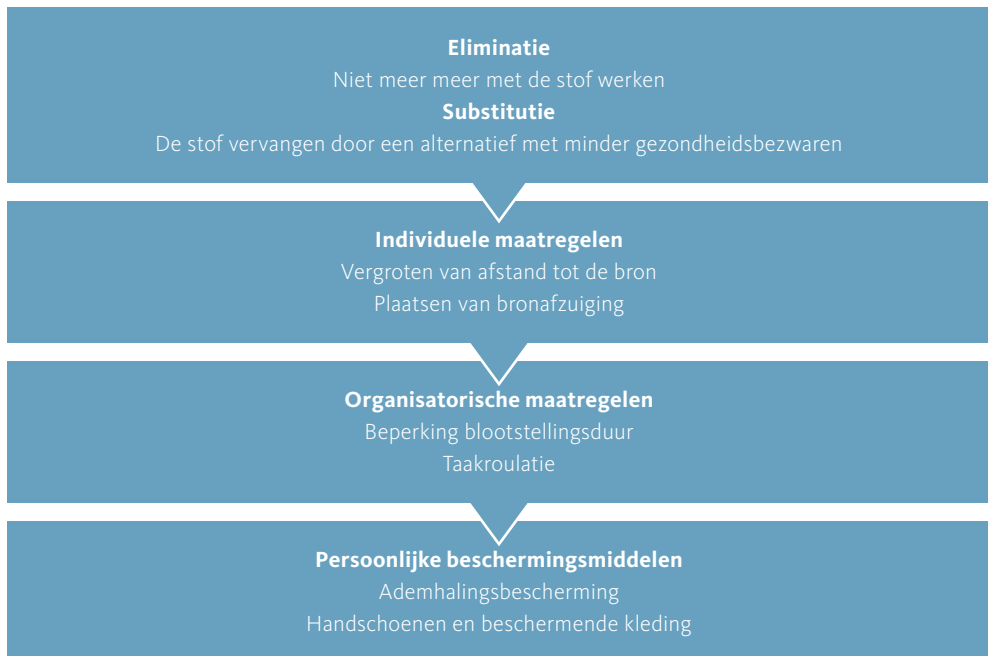 Eliminatie
Niet meer meer met de stof werken
Substitutie
De stof vervangen door een alternatief met minder gezondheidsbezwaren
Individuele maatregelen
Vergroten van afstand tot de bron
Plaatsen van bronafzuiging
Organisatorische maatregelen
Beperking blootstellingsduur
Taakroulatie
Persoonlijke beschermingsmiddelen
Ademhalingsbescherming
Handschoenen en beschermende kleding